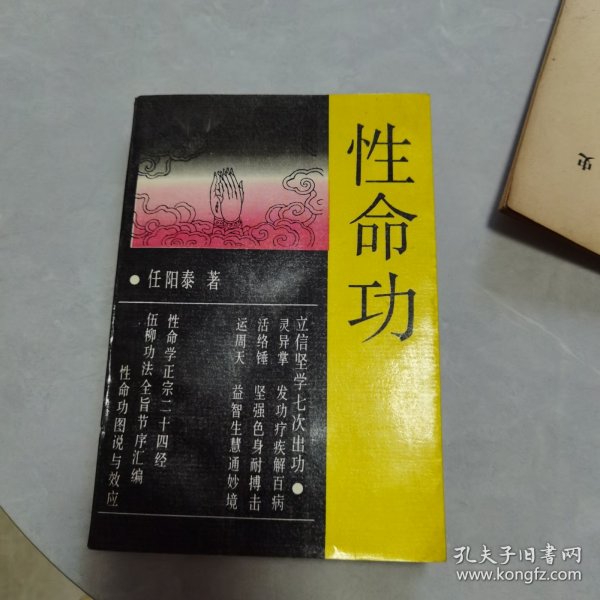 性命功
任阳泰 著
立信坚学七次出功
灵异掌 发功疗疾解百病
活络锤 坚强色身耐搏击
运周天 益智生慧通妙境
性命学正宗二十四经
伍柳功法全旨节序汇编
性命功图说与效应
史
孔夫子旧书网
www.kongfz.com